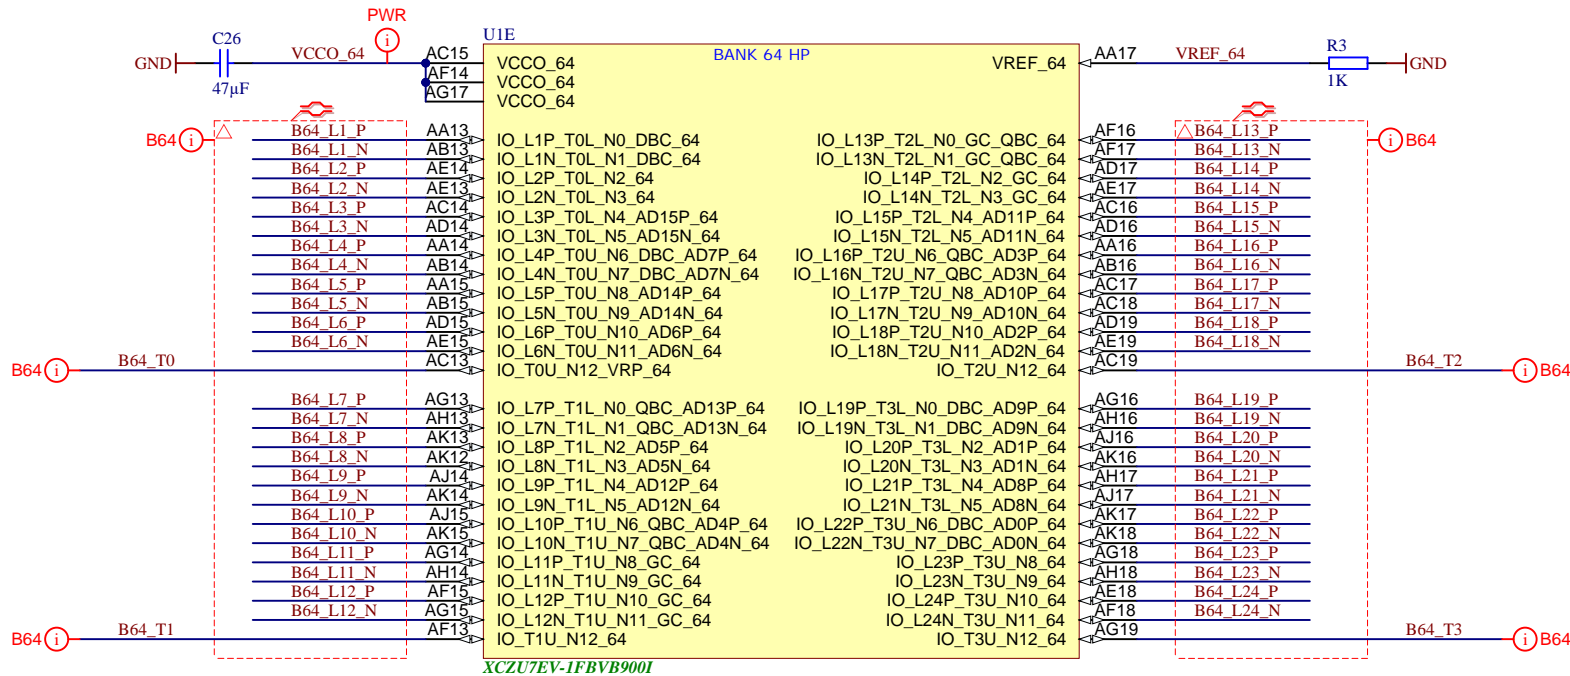 PWR
C26 VCCO_64 AC15 U1E BANK 64 HP AA17 VREF_64 R3
GND i VCCO_64 VREF_64 GND
47µF AF14 VCCO_64 1K
AG17 VCCO_64
B64 i B64_L1_P AA13 IO_L1P_T0L_N0_DBC_64 IO_L13P_T2L_N0_GC_QBC_64 AF16 B64_L13_P i B64
B64_L1_N AB13 IO_L1N_T0L_N1_DBC_64 IO_L13N_T2L_N1_GC_QBC_64 AF17 B64_L13_N
B64_L2_P AE14 IO_L2P_T0L_N2_64 IO_L14P_T2L_N2_GC_64 AD17 B64_L14_P
B64_L2_N AE13 IO_L2N_T0L_N3_64 IO_L14N_T2L_N3_GC_64 AE17 B64_L14_N
B64_L3_P AC14 IO_L3P_T0L_N4_AD15P_64 IO_L15P_T2L_N4_AD11P_64 AC16 B64_L15_P
B64_L3_N AD14 IO_L3N_T0L_N5_AD15N_64 IO_L15N_T2L_N5_AD11N_64 AD16 B64_L15_N
B64_L4_P AA14 IO_L4P_T0U_N6_DBC_AD7P_64 IO_L16P_T2U_N6_QBC_AD3P_64 AA16 B64_L16_P
B64_L4_N AB14 IO_L4N_T0U_N7_DBC_AD7N_64 IO_L16N_T2U_N7_QBC_AD3N_64 AB16 B64_L16_N
B64_L5_P AA15 IO_L5P_T0U_N8_AD14P_64 IO_L17P_T2U_N8_AD10P_64 AC17 B64_L17_P
B64_L5_N AB15 IO_L5N_T0U_N9_AD14N_64 IO_L17N_T2U_N9_AD10N_64 AC18 B64_L17_N
B64_L6_P AD15 IO_L6P_T0U_N10_AD6P_64 IO_L18P_T2U_N10_AD2P_64 AD19 B64_L18_P
B64_L6_N AE15 IO_L6N_T0U_N11_AD6N_64 IO_L18N_T2U_N11_AD2N_64 AE19 B64_L18_N
B64 i B64_T0 AC13 IO_T0U_N12_VRP_64 IO_T2U_N12_64 AC19 B64_T2 i B64
B64_L7_P AG13 IO_L7P_T1L_N0_QBC_AD13P_64 IO_L19P_T3L_N0_DBC_AD9P_64 AG16 B64_L19_P
B64_L7_N AH13 IO_L7N_T1L_N1_QBC_AD13N_64 IO_L19N_T3L_N1_DBC_AD9N_64 AH16 B64_L19_N
B64_L8_P AK13 IO_L8P_T1L_N2_AD5P_64 IO_L20P_T3L_N2_AD1P_64 AJ16 B64_L20_P
B64_L8_N AK12 IO_L8N_T1L_N3_AD5N_64 IO_L20N_T3L_N3_AD1N_64 AK16 B64_L20_N
B64_L9_P AJ14 IO_L9P_T1L_N4_AD12P_64 IO_L21P_T3L_N4_AD8P_64 AH17 B64_L21_P
B64_L9_N AK14 IO_L9N_T1L_N5_AD12N_64 IO_L21N_T3L_N5_AD8N_64 AJ17 B64_L21_N
B64_L10_P AJ15 IO_L10P_T1U_N6_QBC_AD4P_64 IO_L22P_T3U_N6_DBC_AD0P_64 AK17 B64_L22_P
B64_L10_N AK15 IO_L10N_T1U_N7_QBC_AD4N_64 IO_L22N_T3U_N7_DBC_AD0N_64 AK18 B64_L22_N
B64_L11_P AG14 IO_L11P_T1U_N8_GC_64 IO_L23P_T3U_N8_64 AG18 B64_L23_P
B64_L11_N AH14 IO_L11N_T1U_N9_GC_64 IO_L23N_T3U_N9_64 AH18 B64_L23_N
B64_L12_P AF15 IO_L12P_T1U_N10_GC_64 IO_L24P_T3U_N10_64 AE18 B64_L24_P
B64_L12_N AG15 IO_L12N_T1U_N11_GC_64 IO_L24N_T3U_N11_64 AF18 B64_L24_N
B64 i B64_T1 AF13 IO_T1U_N12_64 IO_T3U_N12_64 AG19 B64_T3 i B64
XCZU7EV-1FBVB900I